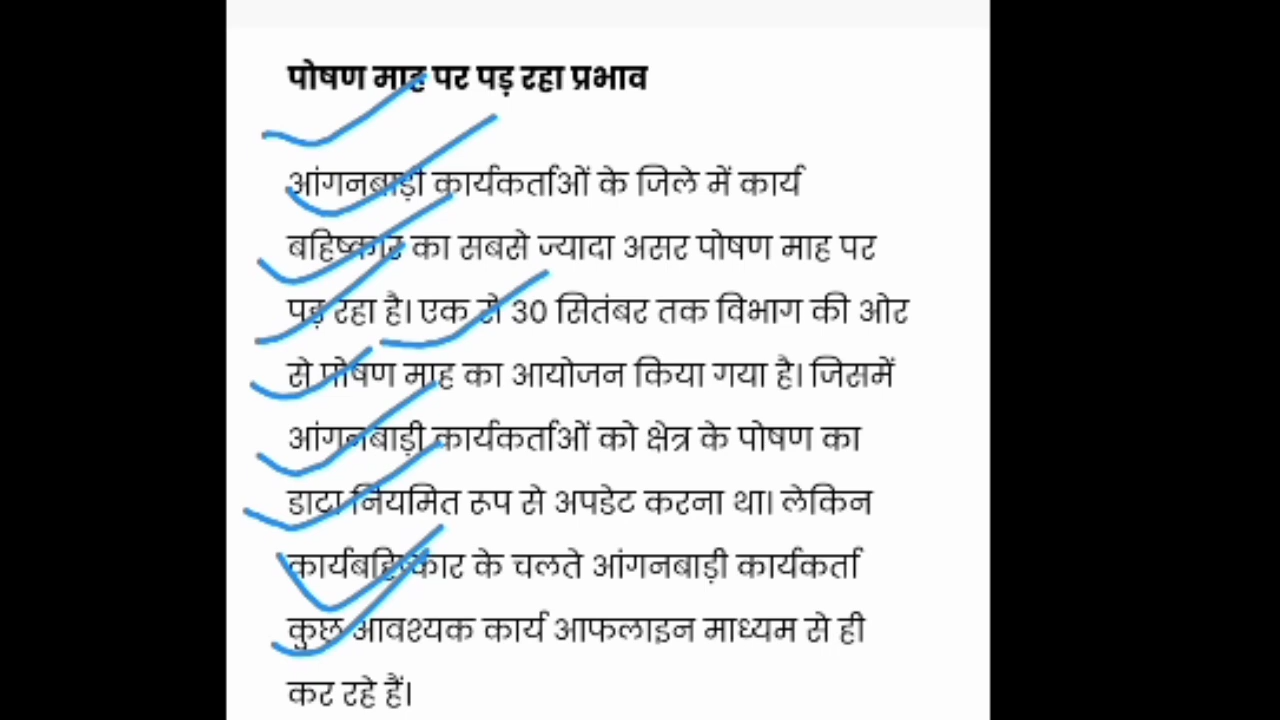 पोषण माह पर पड़ रहा प्रभाव
आंगनबाड़ी कार्यकर्ताओं के जिले में कार्य
बहिष्कार का सबसे ज्यादा असर पोषण माह पर
पड़ रहा है। एक से 30 सितंबर तक विभाग की ओर
से पोषण माह का आयोजन किया गया है। जिसमें
आंगनबाड़ी कार्यकर्ताओं को क्षेत्र के पोषण का
डाटा नियमित रूप से अपडेट करना था। लेकिन
कार्यबहिष्कार के चलते आंगनबाड़ी कार्यकर्ता
कुछ आवश्यक कार्य आफलाइन माध्यम से ही
कर रहे हैं।